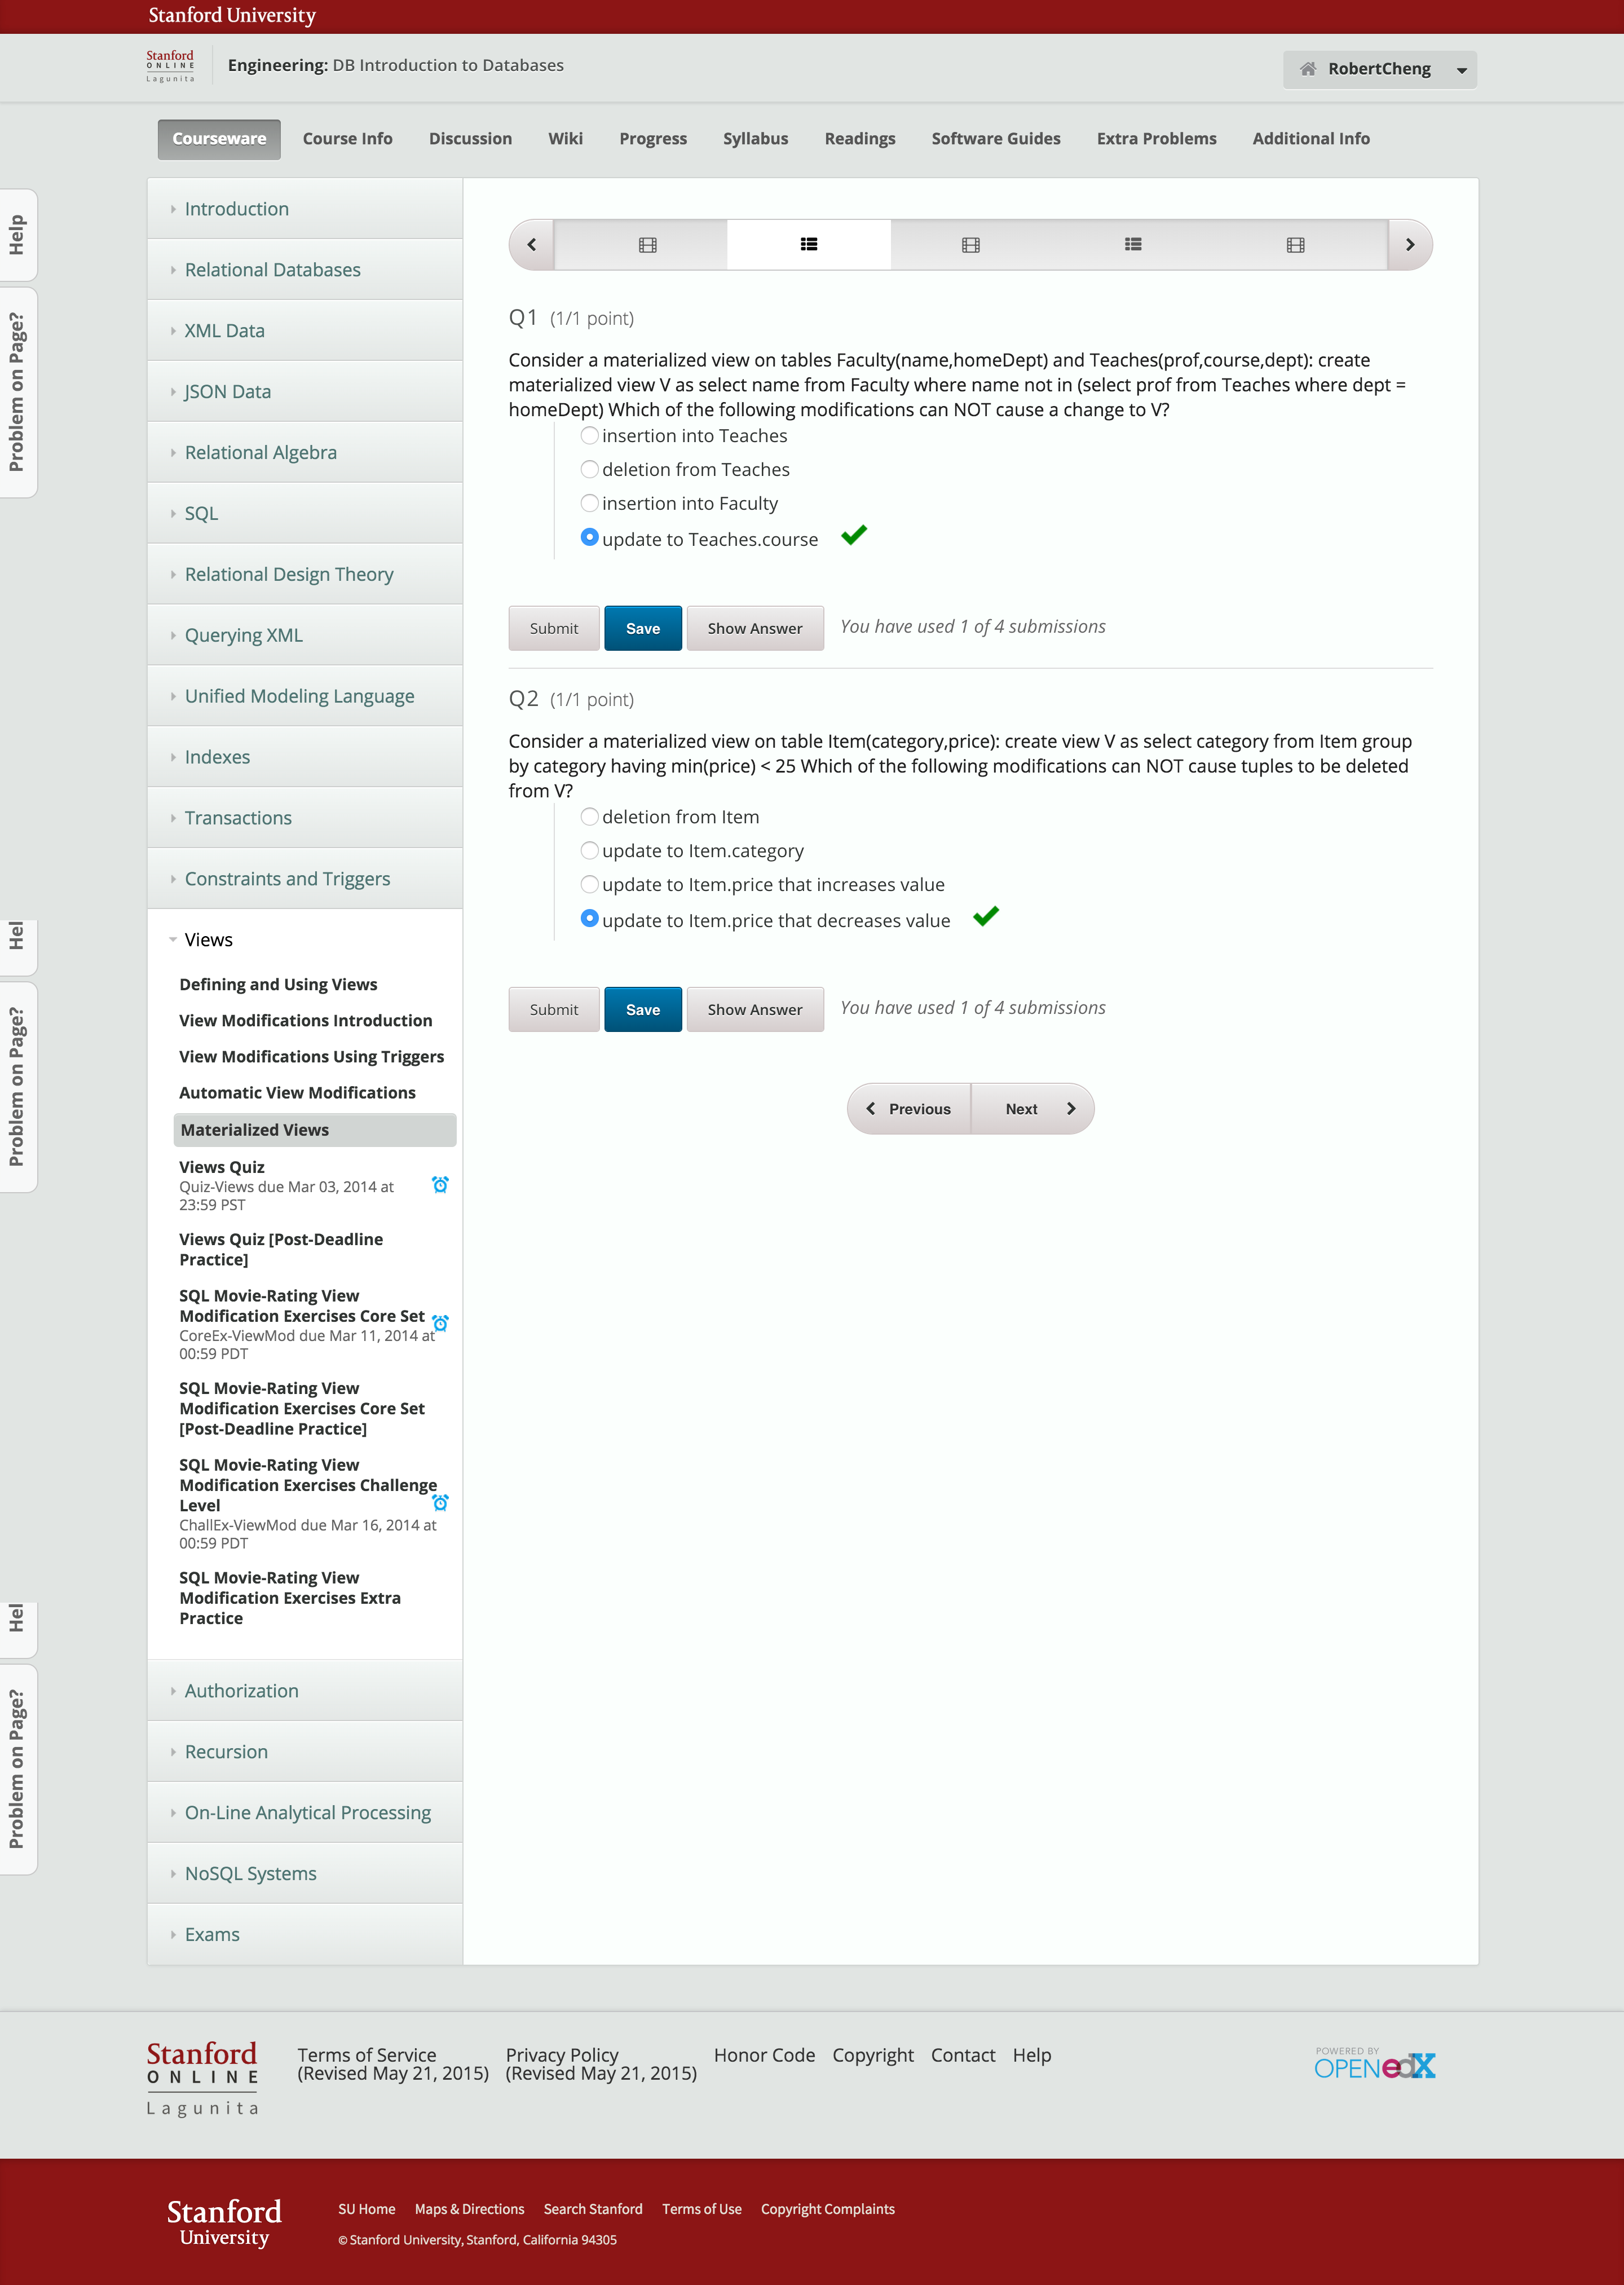 Stanford University
Stanford
ONLINE
Lagunita
Engineering: DB Introduction to Databases
RobertCheng
Courseware
Course Info
Discussion
Wiki
Progress
Syllabus
Readings
Software Guides
Extra Problems
Additional Info
Help
Problem on Page?
Introduction
Relational Databases
XML Data
JSON Data
Relational Algebra
SQL
Relational Design Theory
Querying XML
Unified Modeling Language
Indexes
Transactions
Constraints and Triggers
Hel
Problem on Page?
Views
Defining and Using Views
View Modifications Introduction
View Modifications Using Triggers
Automatic View Modifications
Materialized Views
Views Quiz
Quiz-Views due Mar 03, 2014 at
23:59 PST
Views Quiz [Post-Deadline
Practice]
SQL Movie-Rating View
Modification Exercises Core Set
CoreEx-ViewMod due Mar 11, 2014 at
00:59 PDT
SQL Movie-Rating View
Modification Exercises Core Set
[Post-Deadline Practice]
SQL Movie-Rating View
Modification Exercises Challenge
Level
ChallEx-ViewMod due Mar 16, 2014 at
00:59 PDT
SQL Movie-Rating View
Modification Exercises Extra
Practice
Hel
Problem on Page?
Authorization
Recursion
On-Line Analytical Processing
NoSQL Systems
Exams
Q1 (1/1 point)
Consider a materialized view on tables Faculty(name,homeDept) and Teaches(prof,course,dept): create
materialized view V as select name from Faculty where name not in (select prof from Teaches where dept =
homeDept) Which of the following modifications can NOT cause a change to V?
insertion into Teaches
deletion from Teaches
insertion into Faculty
update to Teaches.course
Submit
Save
Show Answer
You have used 1 of 4 submissions
Q2 (1/1 point)
Consider a materialized view on table Item(category,price): create view V as select category from Item group
by category having min(price) < 25 Which of the following modifications can NOT cause tuples to be deleted
from V?
deletion from Item
update to Item.category
update to Item.price that increases value
update to Item.price that decreases value
Submit
Save
Show Answer
You have used 1 of 4 submissions
Previous
Next
Stanford
ONLINE
Lagunita
Terms of Service
(Revised May 21, 2015)
Privacy Policy
(Revised May 21, 2015)
Honor Code
Copyright
Contact
Help
POWERED BY
OPEN edX
Stanford
University
SU Home
Maps & Directions
Search Stanford
Terms of Use
Copyright Complaints
© Stanford University, Stanford, California 94305